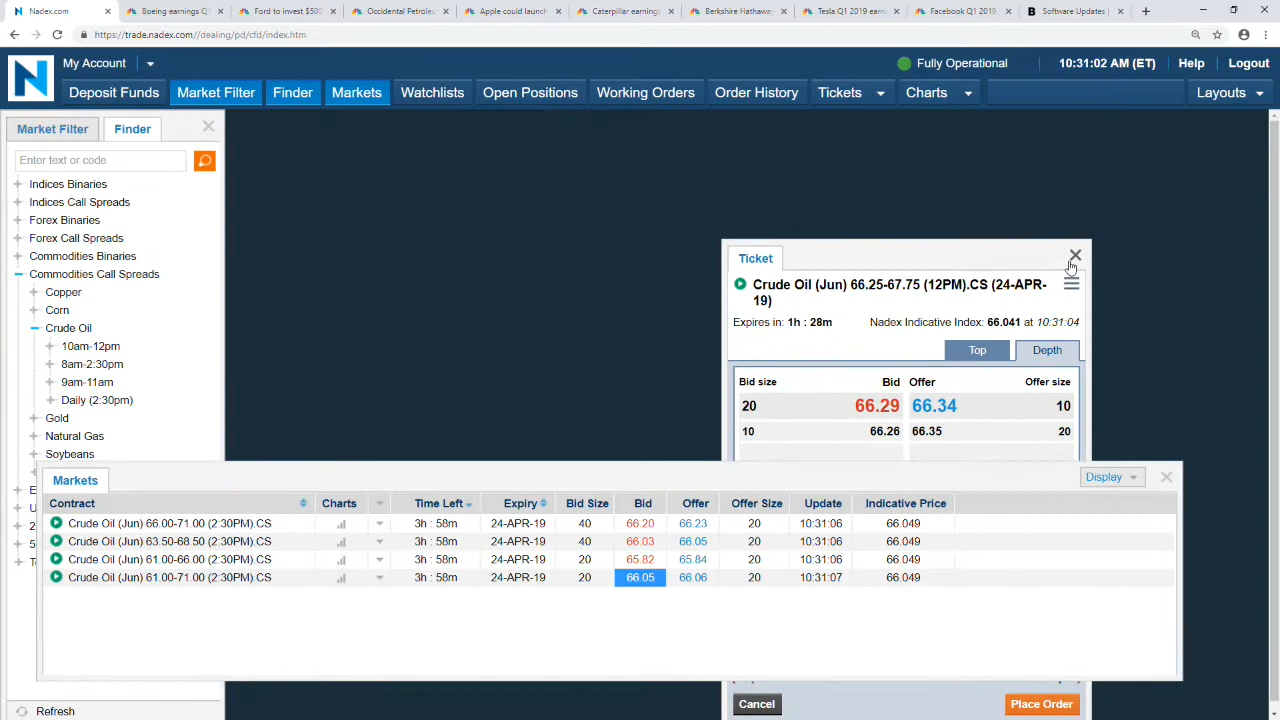 Nadex.com
Boeing earnings Q
Ford to invest $500
Occidental Petroleu
Apple could launch
Caterpillar earnings
Berkshire Hathaway
Tesla Q1 2019 earni
Facebook Q1 2019
Software Updates |
https://trade.nadex.com//dealing/pd/cfd/index.htm
N
My Account
Fully Operational
10:31:02 AM (ET)
Help
Logout
Deposit Funds
Market Filter
Finder
Markets
Watchlists
Open Positions
Working Orders
Order History
Tickets
Charts
Layouts
Market Filter
Finder
Enter text or code
Indices Binaries
Indices Call Spreads
Forex Binaries
Forex Call Spreads
Commodities Binaries
Commodities Call Spreads
Copper
Corn
Crude Oil
10am-12pm
8am-2:30pm
9am-11am
Daily (2:30pm)
Gold
Natural Gas
Soybeans
Refresh
Ticket
Crude Oil (Jun) 66.25-67.75 (12PM).CS (24-APR-
19)
Expires in: 1h : 28m
Nadex Indicative Index: 66.041 at 10:31:04
Top
Depth
Bid size Bid Offer Offer size
20 66.29 66.34 10
10 66.26 66.35 20
Markets
Display
Contract Charts Time Left Expiry Bid Size Bid Offer Offer Size Update Indicative Price
Crude Oil (Jun) 66.00-71.00 (2:30PM).CS 3h : 58m 24-APR-19 40 66.20 66.23 20 10:31:06 66.049
Crude Oil (Jun) 63.50-68.50 (2:30PM).CS 3h : 58m 24-APR-19 40 66.03 66.05 20 10:31:06 66.049
Crude Oil (Jun) 61.00-66.00 (2:30PM).CS 3h : 58m 24-APR-19 20 65.82 65.84 20 10:31:06 66.049
Crude Oil (Jun) 61.00-71.00 (2:30PM).CS 3h : 58m 24-APR-19 20 66.05 66.06 20 10:31:07 66.049
Cancel
Place Order